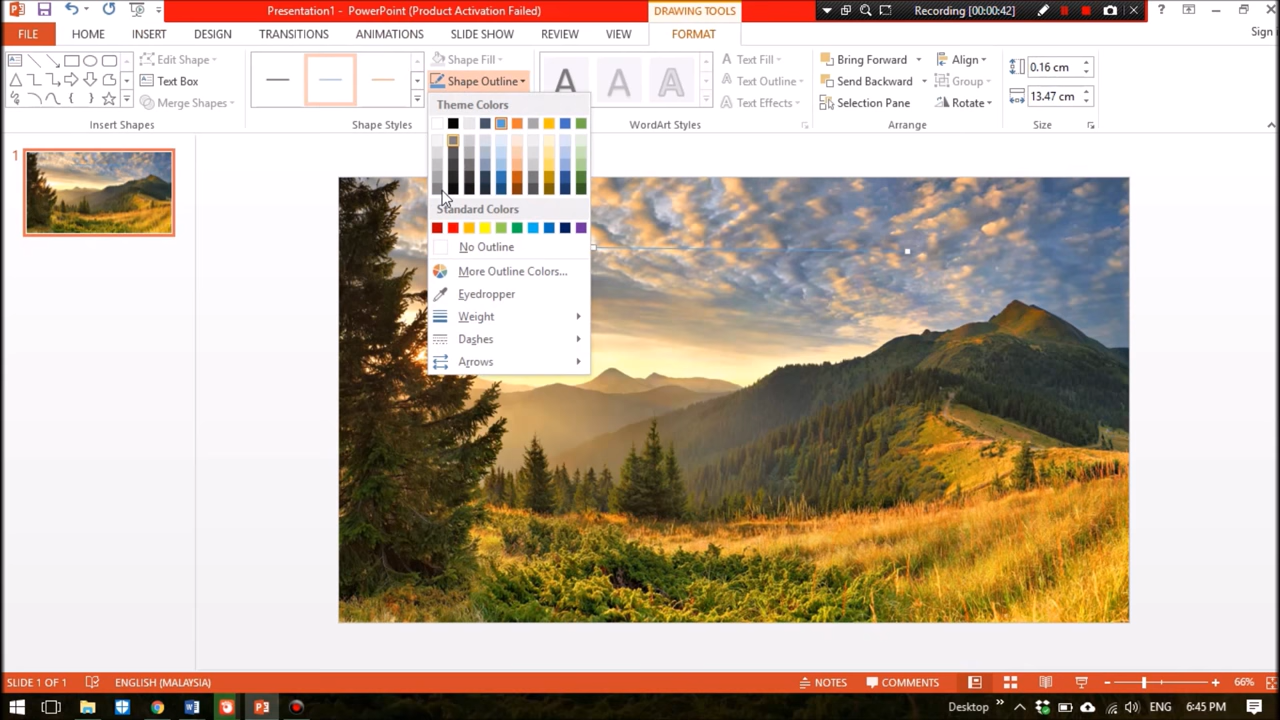 Presentation1 - PowerPoint (Product Activation Failed)
DRAWING TOOLS
Recording [00:00:42]
FILE
HOME
INSERT
DESIGN
TRANSITIONS
ANIMATIONS
SLIDE SHOW
REVIEW
VIEW
FORMAT
Sign
Edit Shape
Text Box
Merge Shapes
Insert Shapes
Shape Styles
Shape Fill
Shape Outline
A A A
WordArt Styles
Text Fill
Text Outline
Text Effects
Bring Forward
Send Backward
Selection Pane
Align
Group
Rotate
Arrange
0.16 cm
13.47 cm
Size
Theme Colors
Standard Colors
No Outline
More Outline Colors...
Eyedropper
Weight
Dashes
Arrows
1
SLIDE 1 OF 1
ENGLISH (MALAYSIA)
NOTES
COMMENTS
66%
Desktop
ENG
6:45 PM